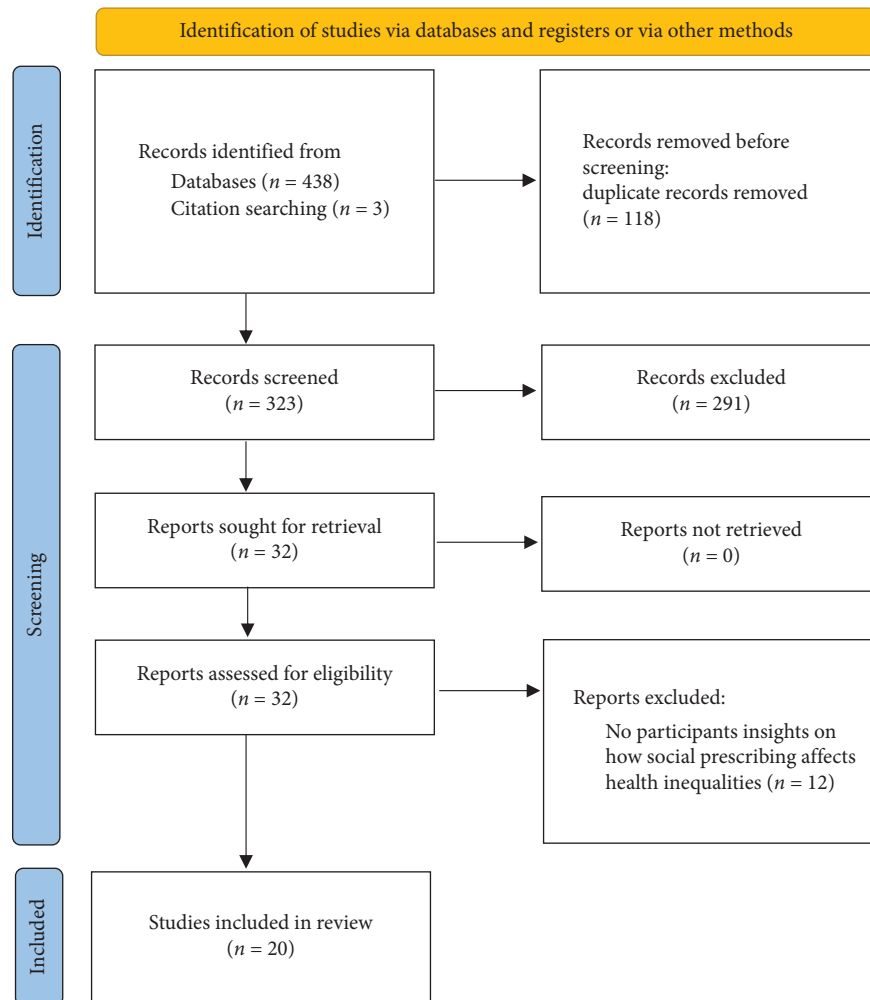 Identification of studies via databases and registers or via other methods
Identification
Records identified from
Databases (n = 438)
Citation searching (n = 3)
Records removed before
screening:
duplicate records removed
(n = 118)
Screening
Records screened
(n = 323)
Records excluded
(n = 291)
Reports sought for retrieval
(n = 32)
Reports not retrieved
(n = 0)
Reports assessed for eligibility
(n = 32)
Reports excluded:
No participants insights on
how social prescribing affects
health inequalities (n = 12)
Included
Studies included in review
(n = 20)